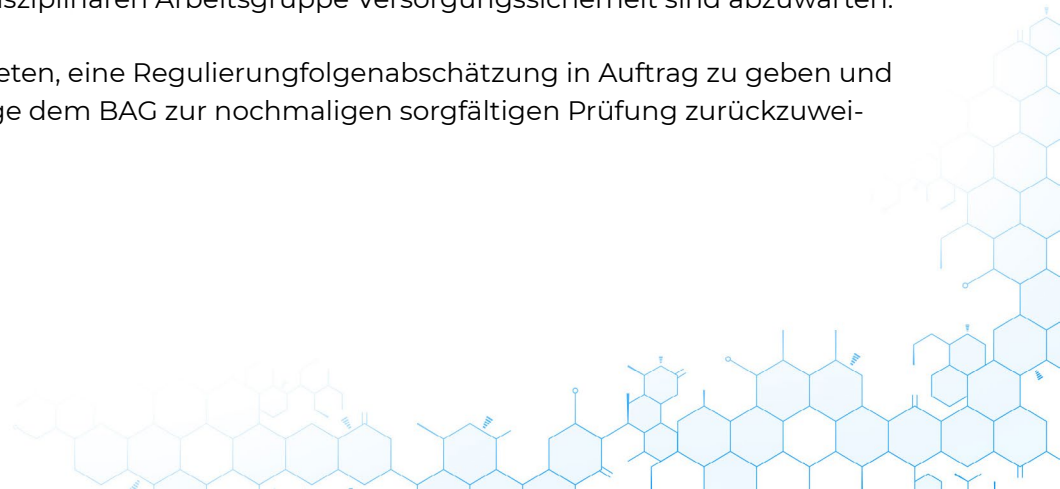 sziplinären Arbeitsgruppe Versorgungssicherheit sind abzuwarten.
eten, eine Regulierungfolgenabschätzung in Auftrag zu geben und
ge dem BAG zur nochmaligen sorgfältigen Prüfung zurückzuwei-